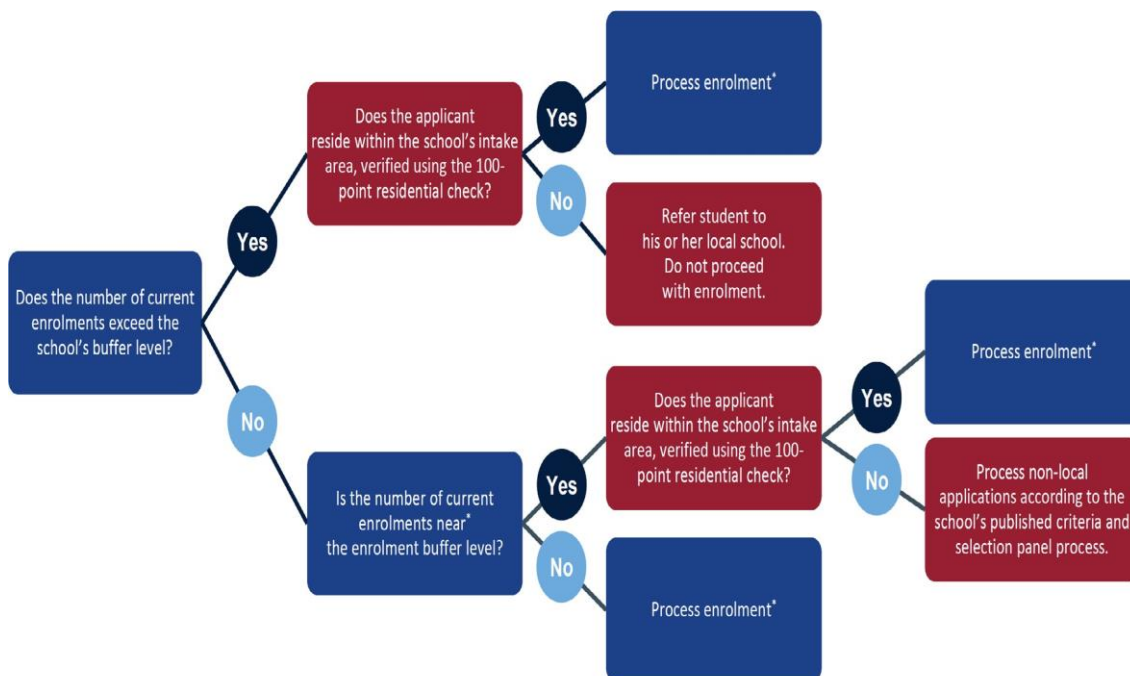 Does the number of current
enrolments exceed the
school's buffer level?
Yes
Does the applicant
reside within the school's intake
area, verified using the 100-
point residential check?
Yes
Process enrolment*
No
Refer student to
his or her local school.
Do not proceed
with enrolment.
No
Is the number of current
enrolments near*
the enrolment buffer level?
Yes
Does the applicant
reside within the school's intake
area, verified using the 100-
point residential check?
Yes
Process enrolment*
No
Process non-local
applications according to the
school's published criteria and
selection panel process.
No
Process enrolment*